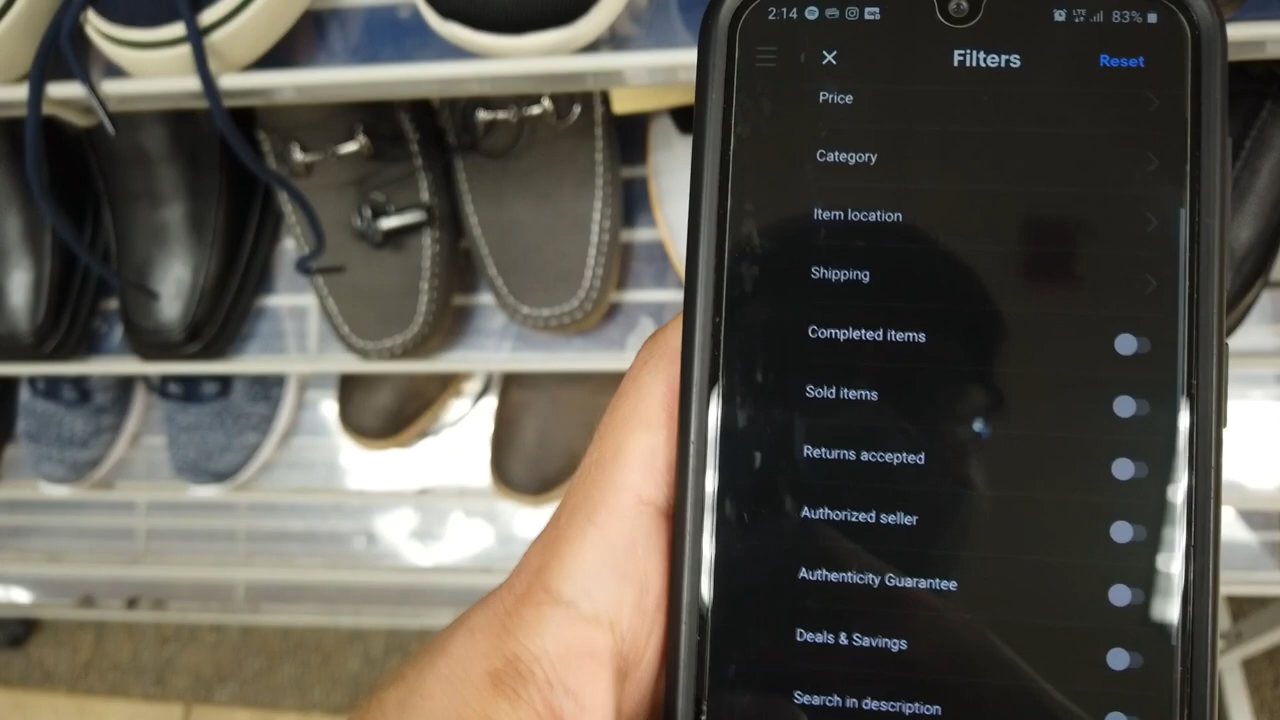 2:14 LTE 83%
Filters Reset
Price
Category
Item location
Shipping
Completed items
Sold items
Returns accepted
Authorized seller
Authenticity Guarantee
Deals & Savings
Search in description